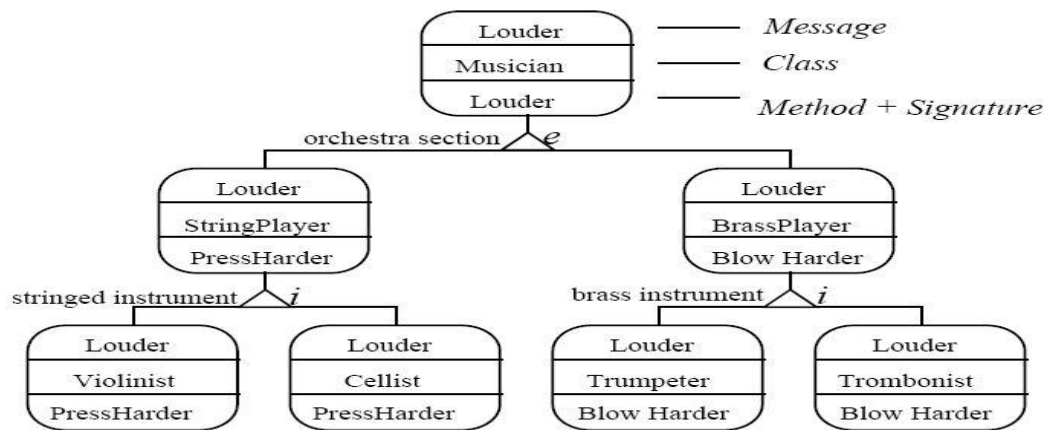 Louder
Message
Musician
Class
Louder
Method + Signature
orchestra section
e
Louder
StringPlayer
PressHarder
Louder
BrassPlayer
Blow Harder
stringed instrument
i
brass instrument
i
Louder
Violinist
PressHarder
Louder
Cellist
PressHarder
Louder
Trumpeter
Blow Harder
Louder
Trombonist
Blow Harder